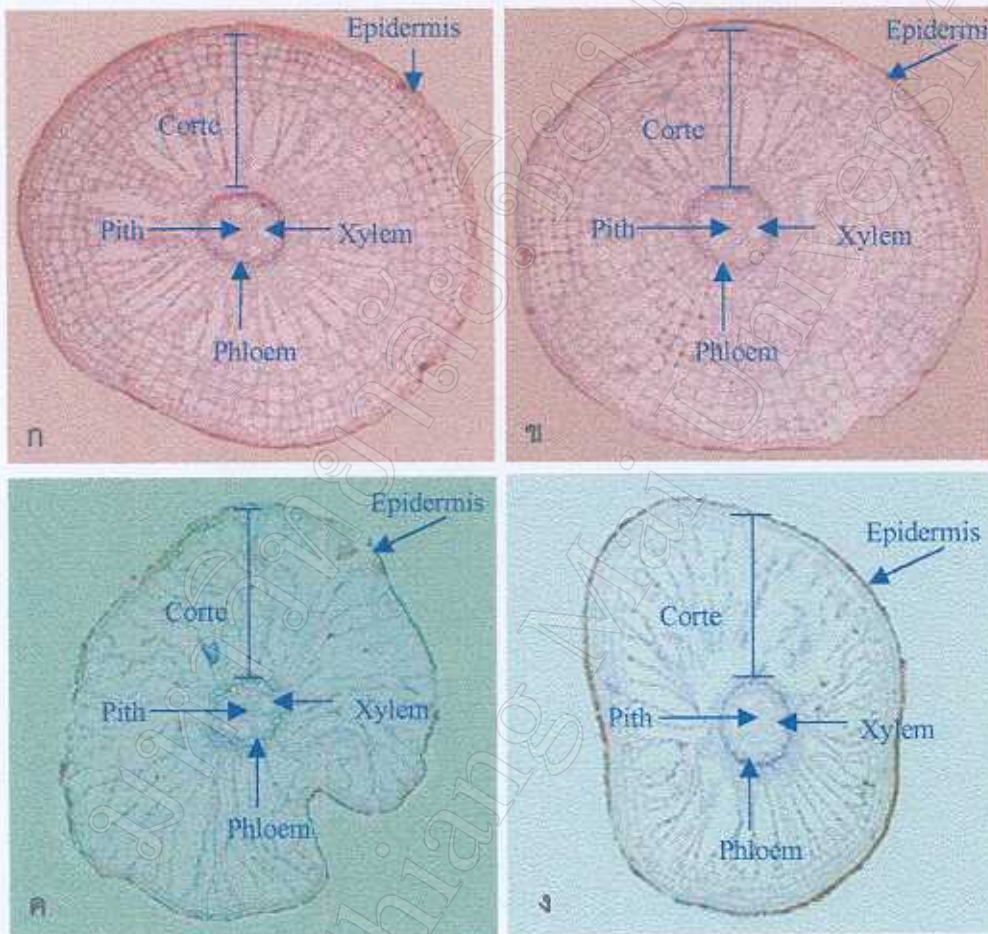 Epidermis
Corte
Pith
Xylem
Phloem
ก
Epidermi
Corte
Pith
Xylem
Phloem
ข
Epidermis
Corte
Pith
Xylem
Phloem
ค
Epidermis
Corte
Pith
Xylem
Phloem
ง